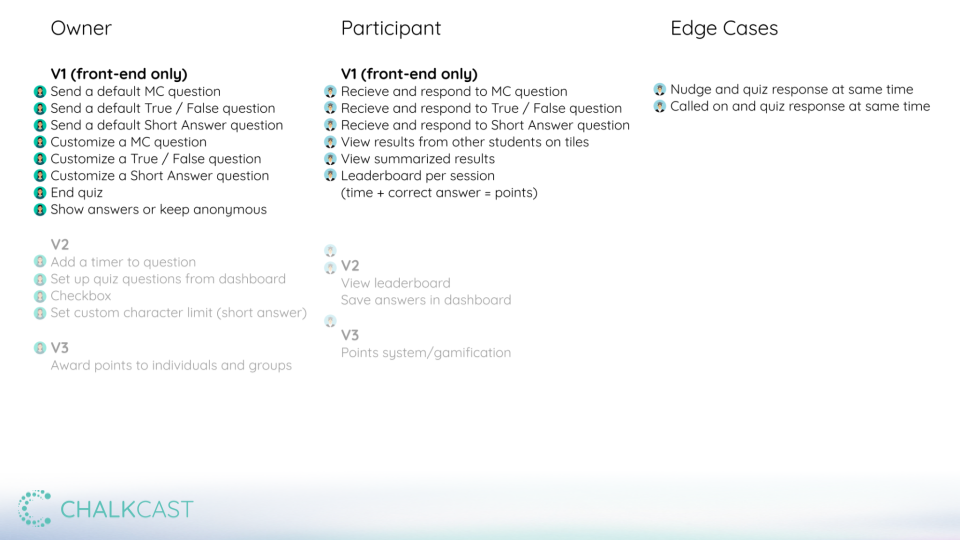 Owner
V1 (front-end only)
Send a default MC question
Send a default True / False question
Send a default Short Answer question
Customize a MC question
Customize a True / False question
Customize a Short Answer question
End quiz
Show answers or keep anonymous
V2
Add a timer to question
Set up quiz questions from dashboard
Checkbox
Set custom character limit (short answer)
V3
Award points to individuals and groups
Participant
V1 (front-end only)
Recieve and respond to MC question
Recieve and respond to True / False question
Recieve and respond to Short Answer question
View results from other students on tiles
View summarized results
Leaderboard per session
(time + correct answer = points)
V2
View leaderboard
Save answers in dashboard
V3
Points system/gamification
Edge Cases
Nudge and quiz response at same time
Called on and quiz response at same time
CHALKCAST